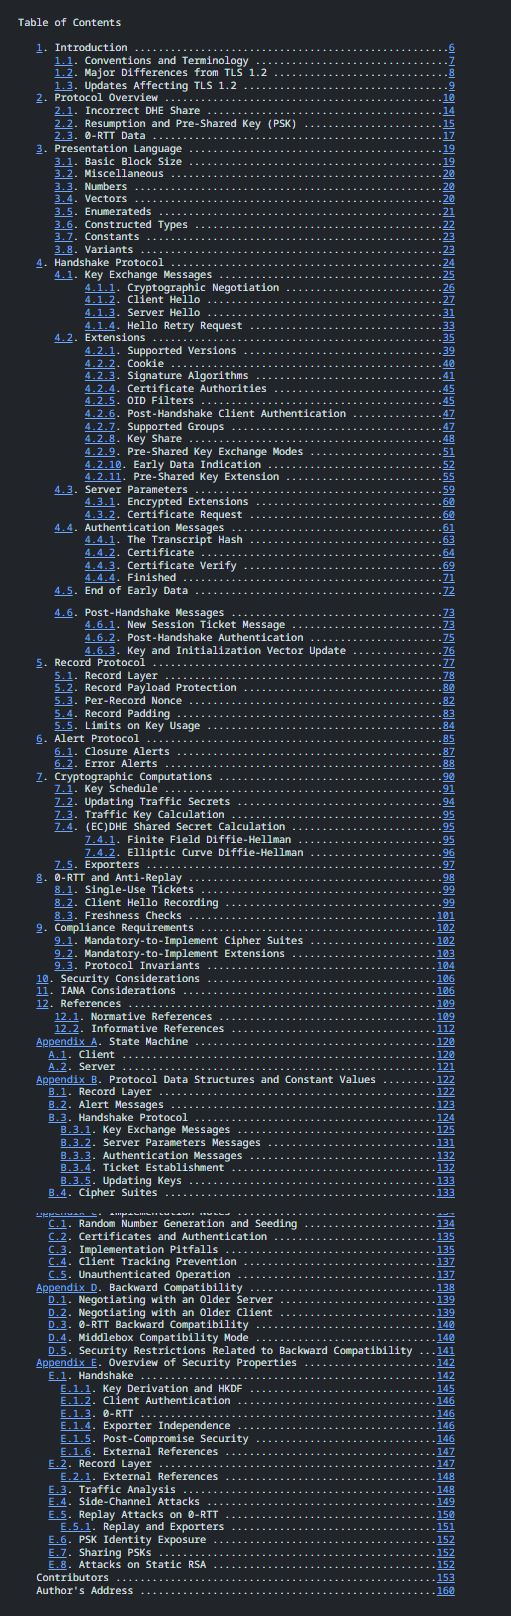 Table of Contents
1. Introduction ....................................................6
1.1. Conventions and Terminology ................................7
1.2. Major Differences from TLS 1.2 .............................8
1.3. Updates Affecting TLS 1.2 ..................................9
2. Protocol Overview ..............................................10
2.1. Incorrect DHE Share .......................................14
2.2. Resumption and Pre-Shared Key (PSK) .......................15
2.3. 0-RTT Data ................................................17
3. Presentation Language ..........................................19
3.1. Basic Block Size ..........................................19
3.2. Miscellaneous .............................................20
3.3. Numbers ...................................................20
3.4. Vectors ...................................................20
3.5. Enumerateds ...............................................21
3.6. Constructed Types .........................................22
3.7. Constants .................................................23
3.8. Variants ..................................................23
4. Handshake Protocol .............................................24
4.1. Key Exchange Messages .....................................25
4.1.1. Cryptographic Negotiation ..........................26
4.1.2. Client Hello .......................................27
4.1.3. Server Hello .......................................31
4.1.4. Hello Retry Request ................................33
4.2. Extensions ................................................35
4.2.1. Supported Versions .................................39
4.2.2. Cookie .............................................40
4.2.3. Signature Algorithms ...............................41
4.2.4. Certificate Authorities ............................45
4.2.5. OID Filters ........................................45
4.2.6. Post-Handshake Client Authentication ...............47
4.2.7. Supported Groups ...................................47
4.2.8. Key Share ..........................................48
4.2.9. Pre-Shared Key Exchange Modes ......................51
4.2.10. Early Data Indication .............................52
4.2.11. Pre-Shared Key Extension ..........................55
4.3. Server Parameters .........................................59
4.3.1. Encrypted Extensions ...............................60
4.3.2. Certificate Request ................................60
4.4. Authentication Messages ...................................61
4.4.1. The Transcript Hash ................................63
4.4.2. Certificate ........................................64
4.4.3. Certificate Verify .................................69
4.4.4. Finished ...........................................71
4.5. End of Early Data .........................................72
4.6. Post-Handshake Messages ...................................73
4.6.1. New Session Ticket Message .........................73
4.6.2. Post-Handshake Authentication ......................75
4.6.3. Key and Initialization Vector Update ...............76
5. Record Protocol ................................................77
5.1. Record Layer ..............................................78
5.2. Record Payload Protection .................................80
5.3. Per-Record Nonce ..........................................82
5.4. Record Padding ............................................83
5.5. Limits on Key Usage .......................................84
6. Alert Protocol .................................................85
6.1. Closure Alerts ............................................87
6.2. Error Alerts ..............................................88
7. Cryptographic Computations .....................................90
7.1. Key Schedule ..............................................91
7.2. Updating Traffic Secrets ..................................94
7.3. Traffic Key Calculation ...................................95
7.4. (EC)DHE Shared Secret Calculation .........................95
7.4.1. Finite Field Diffie-Hellman ........................95
7.4.2. Elliptic Curve Diffie-Hellman ......................96
7.5. Exporters .................................................97
8. 0-RTT and Anti-Replay ..........................................98
8.1. Single-Use Tickets ........................................99
8.2. Client Hello Recording ....................................99
8.3. Freshness Checks .........................................101
9. Compliance Requirements .......................................102
9.1. Mandatory-to-Implement Cipher Suites .....................102
9.2. Mandatory-to-Implement Extensions ........................103
9.3. Protocol Invariants ......................................104
10. Security Considerations ......................................106
11. IANA Considerations ..........................................106
12. References ...................................................109
12.1. Normative References ....................................109
12.2. Informative References ..................................112
Appendix A. State Machine ........................................120
A.1. Client ....................................................120
A.2. Server ....................................................121
Appendix B. Protocol Data Structures and Constant Values .........122
B.1. Record Layer ..............................................122
B.2. Alert Messages ............................................123
B.3. Handshake Protocol ........................................124
B.3.1. Key Exchange Messages ...................................125
B.3.2. Server Parameters Messages ..............................131
B.3.3. Authentication Messages .................................132
B.3.4. Ticket Establishment ....................................132
B.3.5. Updating Keys ...........................................133
B.4. Cipher Suites .............................................133
Appendix C. Implementation Notes .................................134
C.1. Random Number Generation and Seeding ......................134
C.2. Certificates and Authentication ...........................135
C.3. Implementation Pitfalls ...................................135
C.4. Client Tracking Prevention ................................137
C.5. Unauthenticated Operation .................................137
Appendix D. Backward Compatibility ...............................138
D.1. Negotiating with an Older Server ..........................139
D.2. Negotiating with an Older Client ..........................139
D.3. 0-RTT Backward Compatibility ..............................140
D.4. Middlebox Compatibility Mode ..............................140
D.5. Security Restrictions Related to Backward Compatibility ...141
Appendix E. Overview of Security Properties ......................142
E.1. Handshake .................................................142
E.1.1. Key Derivation and HKDF .................................145
E.1.2. Client Authentication ...................................146
E.1.3. 0-RTT ...................................................146
E.1.4. Exporter Independence ...................................146
E.1.5. Post-Compromise Security ................................146
E.1.6. External References .....................................147
E.2. Record Layer ..............................................147
E.2.1. External References .....................................148
E.3. Traffic Analysis ..........................................148
E.4. Side-Channel Attacks ......................................149
E.5. Replay Attacks on 0-RTT ...................................150
E.5.1. Replay and Exporters ....................................151
E.6. PSK Identity Exposure .....................................152
E.7. Sharing PSKs ..............................................152
E.8. Attacks on Static RSA .....................................152
Contributors .....................................................153
Author's Address .................................................160